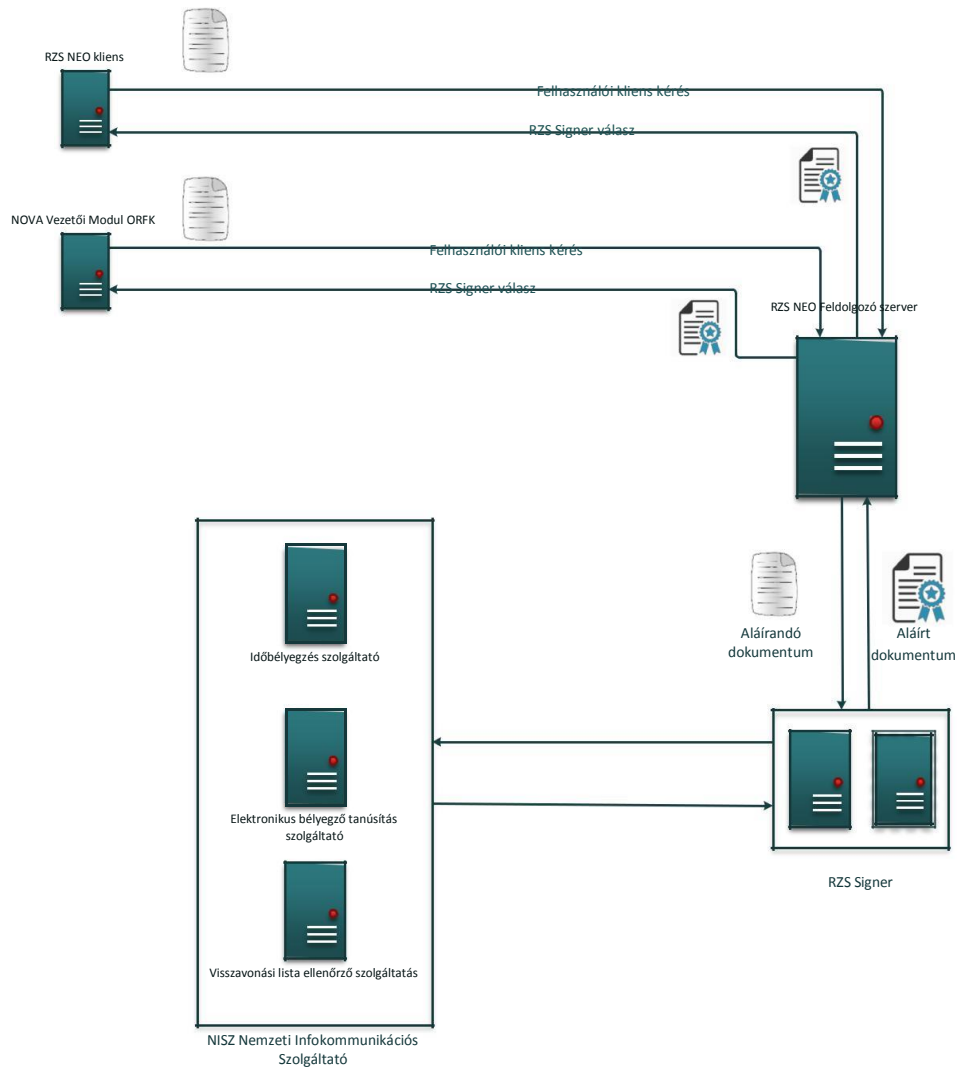 RZS NEO kliens
Felhasználói kliens kérés
RZS Signer válasz
NOVA Vezetői Modul ORFK
Felhasználói kliens kérés
RZS Signer válasz
RZS NEO Feldolgozó szerver
Aláírandó
dokumentum
Aláírt
dokumentum
Időbélyegzés szolgáltató
Elektronikus bélyegző tanúsítás
szolgáltató
Visszavonási lista ellenőrző szolgáltatás
RZS Signer
NISZ Nemzeti Infokommunikációs
Szolgáltató